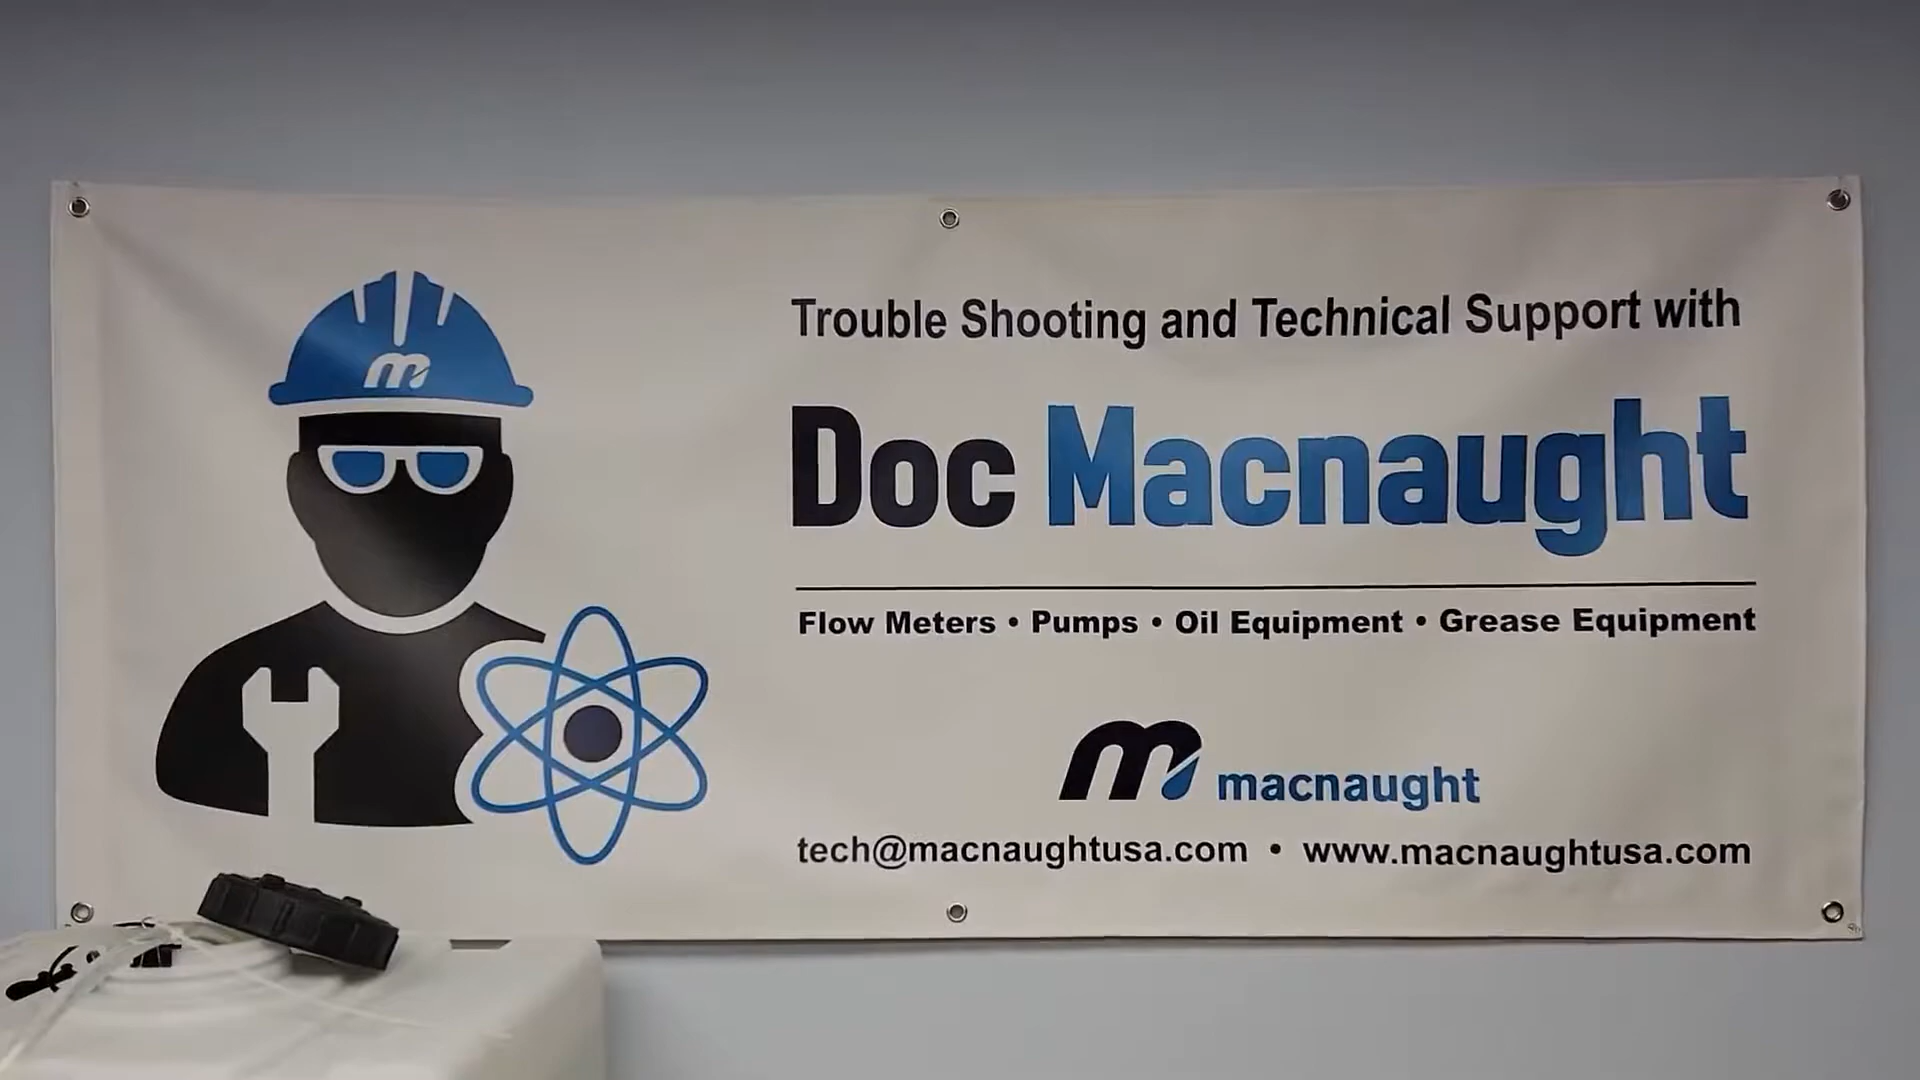 m
Trouble Shooting and Technical Support with
Doc Macnaught
Flow Meters • Pumps • Oil Equipment • Grease Equipment
m macnaught
tech@macnaughtusa.com • www.macnaughtusa.com